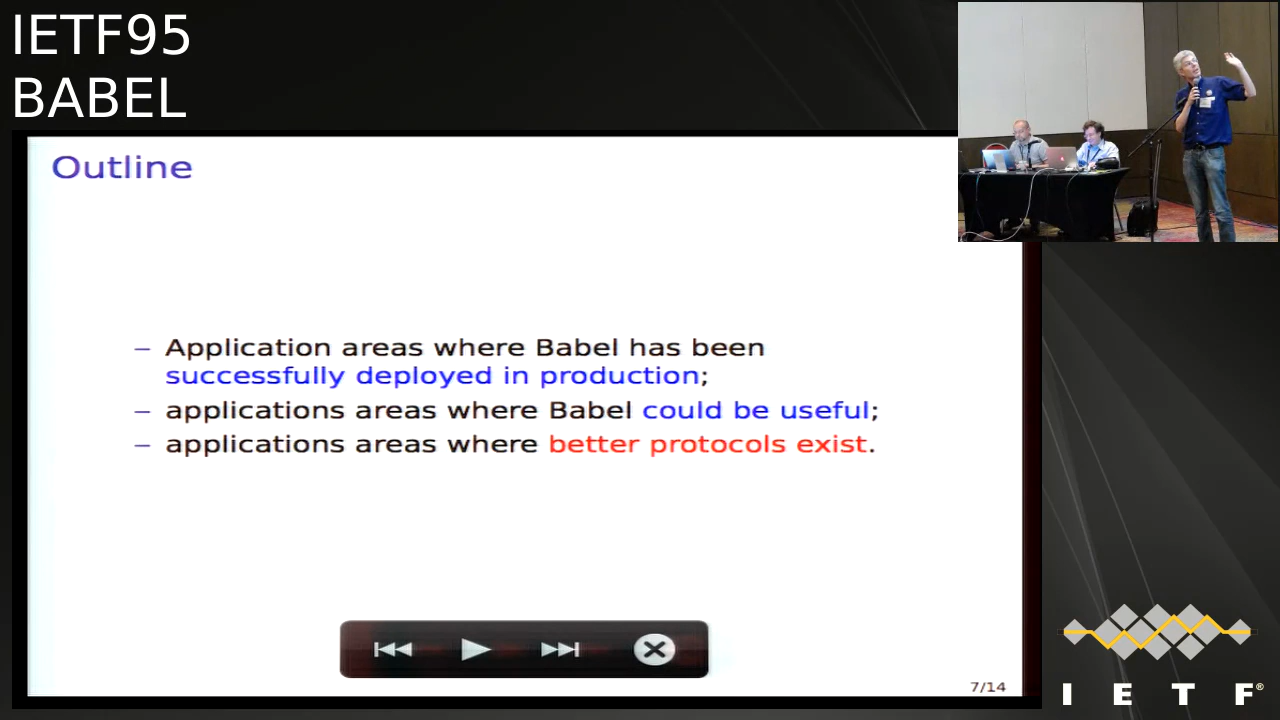 IETF95
BABEL
Outline
– Application areas where Babel has been
successfully deployed in production;
– applications areas where Babel could be useful;
– applications areas where better protocols exist.
7/14
I E T F®